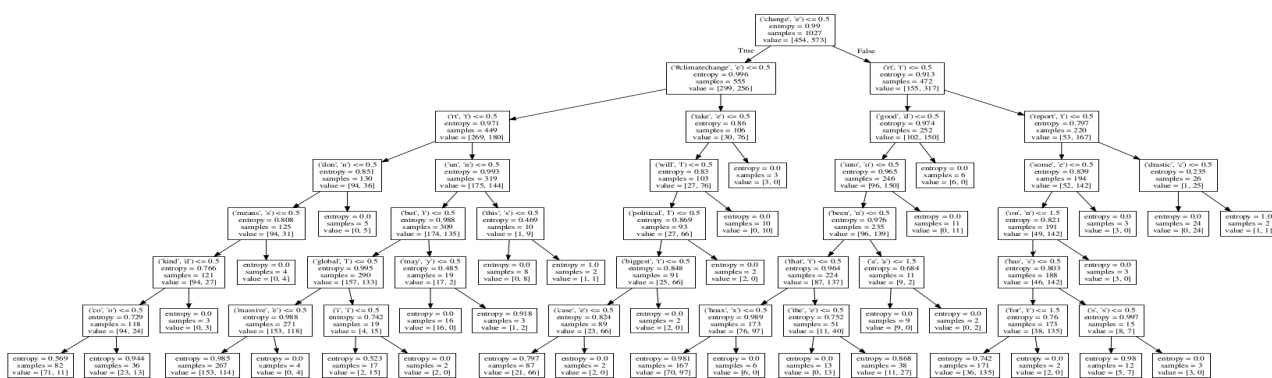 ('change', 'e') <= 0.5
entropy = 0.99
samples = 1027
value = [454, 573]
True
False
('#climatechange', 'e') <= 0.5
entropy = 0.996
samples = 555
value = [299, 256]
('rt', 't') <= 0.5
entropy = 0.913
samples = 472
value = [155, 317]
('rt', 't') <= 0.5
entropy = 0.971
samples = 449
value = [269, 180]
('take', 'e') <= 0.5
entropy = 0.86
samples = 106
value = [30, 76]
('good', 'd') <= 0.5
entropy = 0.974
samples = 252
value = [102, 150]
('report', 't') <= 0.5
entropy = 0.797
samples = 220
value = [53, 167]
('don', 'n') <= 0.5
entropy = 0.851
samples = 130
value = [94, 36]
('un', 'n') <= 0.5
entropy = 0.993
samples = 319
value = [175, 144]
('will', 'l') <= 0.5
entropy = 0.83
samples = 103
value = [27, 76]
entropy = 0.0
samples = 3
value = [3, 0]
('into', 'o') <= 0.5
entropy = 0.965
samples = 246
value = [96, 150]
entropy = 0.0
samples = 6
value = [6, 0]
('some', 'e') <= 0.5
entropy = 0.839
samples = 194
value = [52, 142]
('drastic', 'c') <= 0.5
entropy = 0.235
samples = 26
value = [1, 25]
('means', 's') <= 0.5
entropy = 0.808
samples = 125
value = [94, 31]
entropy = 0.0
samples = 5
value = [0, 5]
('but', 't') <= 0.5
entropy = 0.988
samples = 309
value = [174, 135]
('this', 's') <= 0.5
entropy = 0.469
samples = 10
value = [1, 9]
('political', 'l') <= 0.5
entropy = 0.869
samples = 93
value = [27, 66]
entropy = 0.0
samples = 10
value = [0, 10]
('been', 'n') <= 0.5
entropy = 0.976
samples = 235
value = [96, 139]
entropy = 0.0
samples = 11
value = [0, 11]
('on', 'n') <= 1.5
entropy = 0.821
samples = 191
value = [49, 142]
entropy = 0.0
samples = 3
value = [3, 0]
entropy = 0.0
samples = 24
value = [0, 24]
entropy = 1.0
samples = 2
value = [1, 1]
('kind', 'd') <= 0.5
entropy = 0.766
samples = 121
value = [94, 27]
entropy = 0.0
samples = 4
value = [0, 4]
('global', 'l') <= 0.5
entropy = 0.995
samples = 290
value = [157, 133]
('may', 'y') <= 0.5
entropy = 0.485
samples = 19
value = [17, 2]
entropy = 0.0
samples = 8
value = [0, 8]
entropy = 1.0
samples = 2
value = [1, 1]
('biggest', 't') <= 0.5
entropy = 0.848
samples = 91
value = [25, 66]
entropy = 0.0
samples = 2
value = [2, 0]
('that', 't') <= 0.5
entropy = 0.964
samples = 224
value = [87, 137]
('a', 'a') <= 1.5
entropy = 0.684
samples = 11
value = [9, 2]
('has', 's') <= 0.5
entropy = 0.803
samples = 188
value = [46, 142]
entropy = 0.0
samples = 3
value = [3, 0]
('co', 'o') <= 0.5
entropy = 0.729
samples = 118
value = [94, 24]
entropy = 0.0
samples = 3
value = [0, 3]
('massive', 'e') <= 0.5
entropy = 0.988
samples = 271
value = [153, 118]
('i', 'i') <= 0.5
entropy = 0.742
samples = 19
value = [4, 15]
entropy = 0.0
samples = 16
value = [16, 0]
entropy = 0.918
samples = 3
value = [1, 2]
('case', 'e') <= 0.5
entropy = 0.824
samples = 89
value = [23, 66]
entropy = 0.0
samples = 2
value = [2, 0]
('hoax', 'x') <= 0.5
entropy = 0.989
samples = 173
value = [76, 97]
('the', 'e') <= 0.5
entropy = 0.752
samples = 51
value = [11, 40]
entropy = 0.0
samples = 9
value = [9, 0]
entropy = 0.0
samples = 2
value = [0, 2]
('for', 'r') <= 1.5
entropy = 0.76
samples = 173
value = [38, 135]
('s', 's') <= 0.5
entropy = 0.997
samples = 15
value = [8, 7]
entropy = 0.569
samples = 82
value = [71, 11]
entropy = 0.944
samples = 36
value = [23, 13]
entropy = 0.985
samples = 267
value = [153, 114]
entropy = 0.0
samples = 4
value = [0, 4]
entropy = 0.523
samples = 17
value = [2, 15]
entropy = 0.0
samples = 2
value = [2, 0]
entropy = 0.797
samples = 87
value = [21, 66]
entropy = 0.0
samples = 2
value = [2, 0]
entropy = 0.981
samples = 167
value = [70, 97]
entropy = 0.0
samples = 6
value = [6, 0]
entropy = 0.0
samples = 13
value = [0, 13]
entropy = 0.868
samples = 38
value = [11, 27]
entropy = 0.742
samples = 171
value = [36, 135]
entropy = 0.0
samples = 2
value = [2, 0]
entropy = 0.98
samples = 12
value = [5, 7]
entropy = 0.0
samples = 3
value = [3, 0]